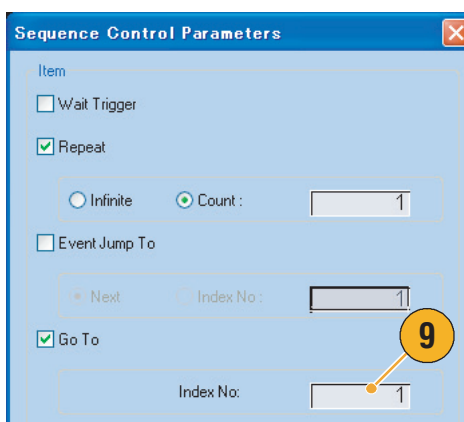 Sequence Control Parameters
Item
Wait Trigger
Repeat
Infinite Count : 1
Event Jump To
Next Index No : 1
Go To
9
Index No: 1